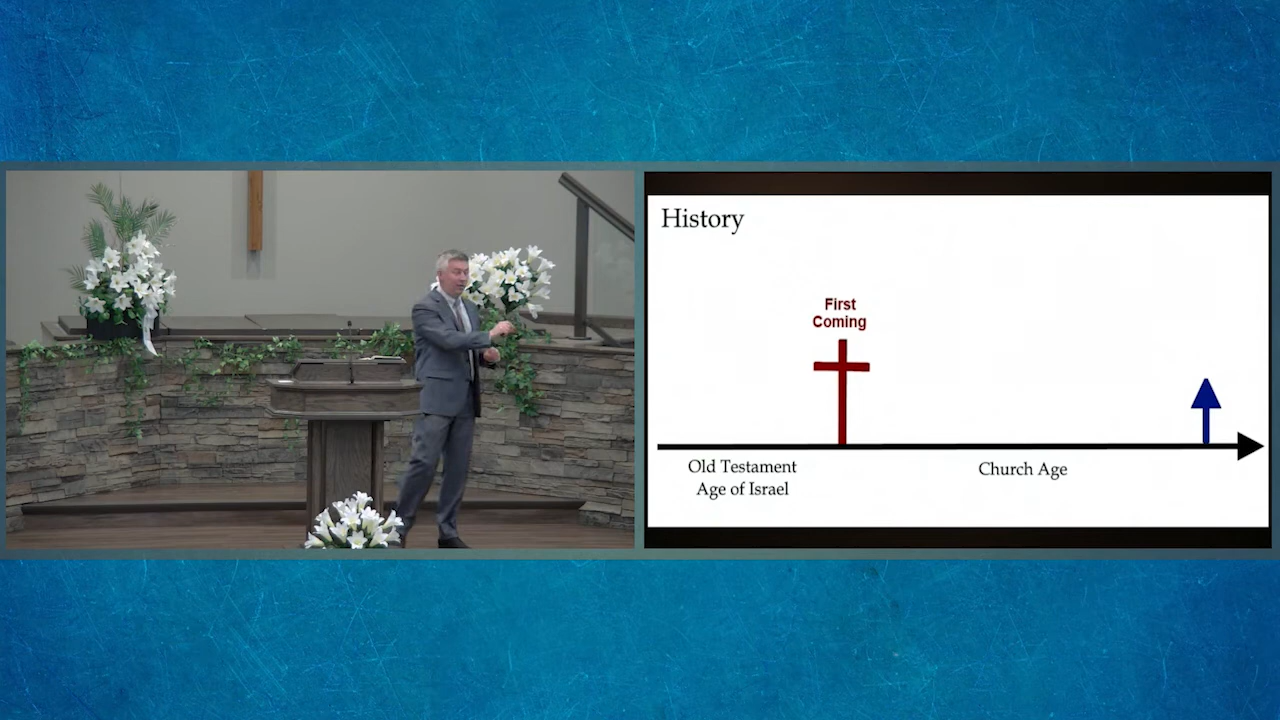 History
First
Coming
Old Testament
Age of Israel
Church Age